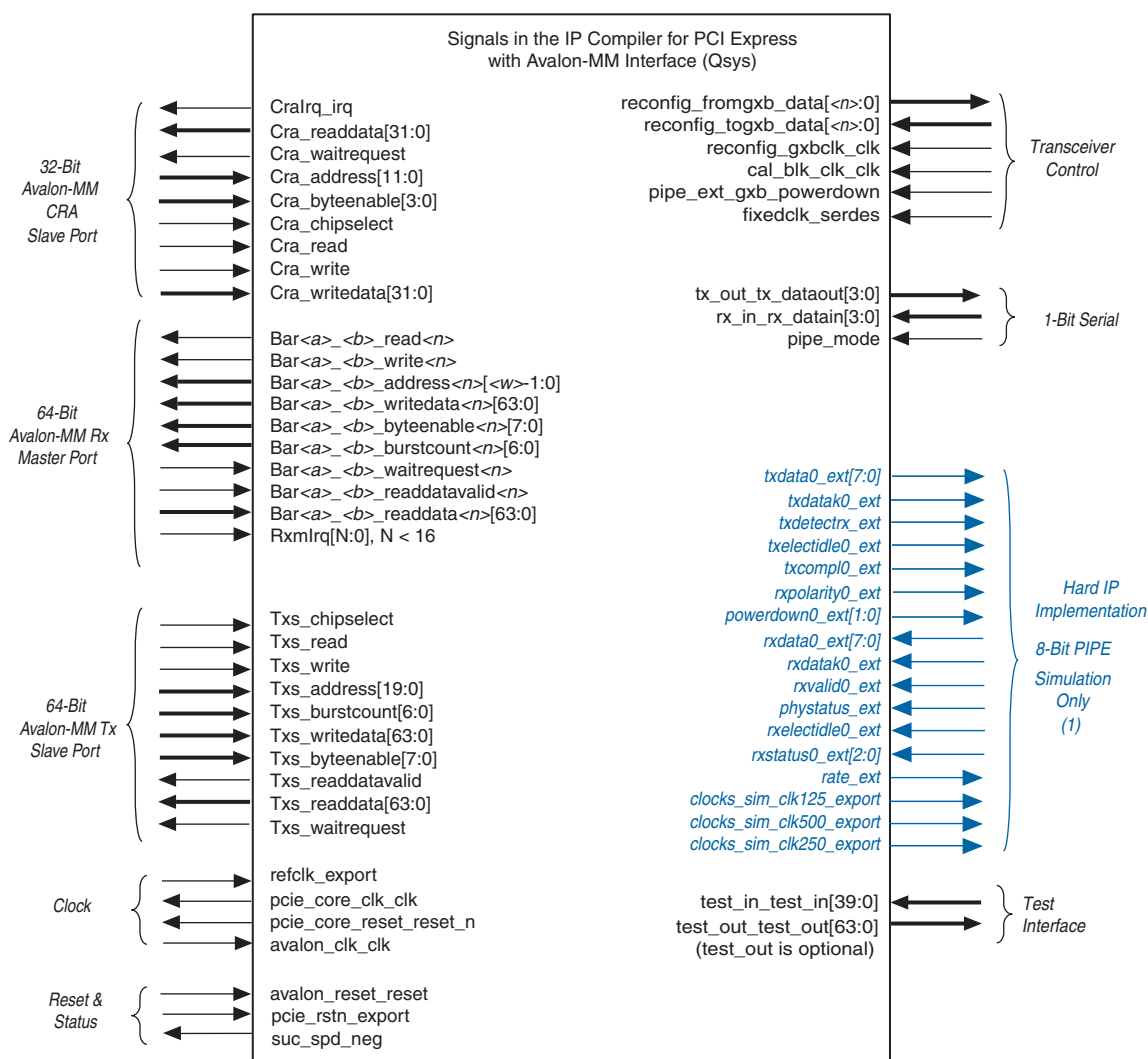 Signals in the IP Compiler for PCI Express
with Avalon-MM Interface (Qsys)
32-Bit
Avalon-MM
CRA
Slave Port
CraIrq_irq
Cra_readdata[31:0]
Cra_waitrequest
Cra_address[11:0]
Cra_byteenable[3:0]
Cra_chipselect
Cra_read
Cra_write
Cra_writedata[31:0]
64-Bit
Avalon-MM Rx
Master Port
Bar<a>_<b>_read<n>
Bar<a>_<b>_write<n>
Bar<a>_<b>_address<n>[<w>-1:0]
Bar<a>_<b>_writedata<n>[63:0]
Bar<a>_<b>_byteenable<n>[7:0]
Bar<a>_<b>_burstcount<n>[6:0]
Bar<a>_<b>_waitrequest<n>
Bar<a>_<b>_readdatavalid<n>
Bar<a>_<b>_readdata<n>[63:0]
RxmIrq[N:0], N < 16
64-Bit
Avalon-MM Tx
Slave Port
Txs_chipselect
Txs_read
Txs_write
Txs_address[19:0]
Txs_burstcount[6:0]
Txs_writedata[63:0]
Txs_byteenable[7:0]
Txs_readdatavalid
Txs_readdata[63:0]
Txs_waitrequest
Clock
refclk_export
pcie_core_clk_clk
pcie_core_reset_reset_n
avalon_clk_clk
Reset &
Status
avalon_reset_reset
pcie_rstn_export
suc_spd_neg
reconfig_fromgxb_data[<n>:0]
reconfig_togxb_data[<n>:0]
reconfig_gxbclk_clk
cal_blk_clk_clk
pipe_ext_gxb_powerdown
fixedclk_serdes
Transceiver
Control
tx_out_tx_dataout[3:0]
rx_in_rx_datain[3:0]
pipe_mode
1-Bit Serial
txdata0_ext[7:0]
txdatak0_ext
txdetectrx_ext
txelectidle0_ext
txcompl0_ext
rxpolarity0_ext
powerdown0_ext[1:0]
rxdata0_ext[7:0]
rxdatak0_ext
rxvalid0_ext
phystatus_ext
rxelectidle0_ext
rxstatus0_ext[2:0]
rate_ext
clocks_sim_clk125_export
clocks_sim_clk500_export
clocks_sim_clk250_export
Hard IP
Implementation
8-Bit PIPE
Simulation
Only
(1)
test_in_test_in[39:0]
test_out_test_out[63:0]
(test_out is optional)
Test
Interface